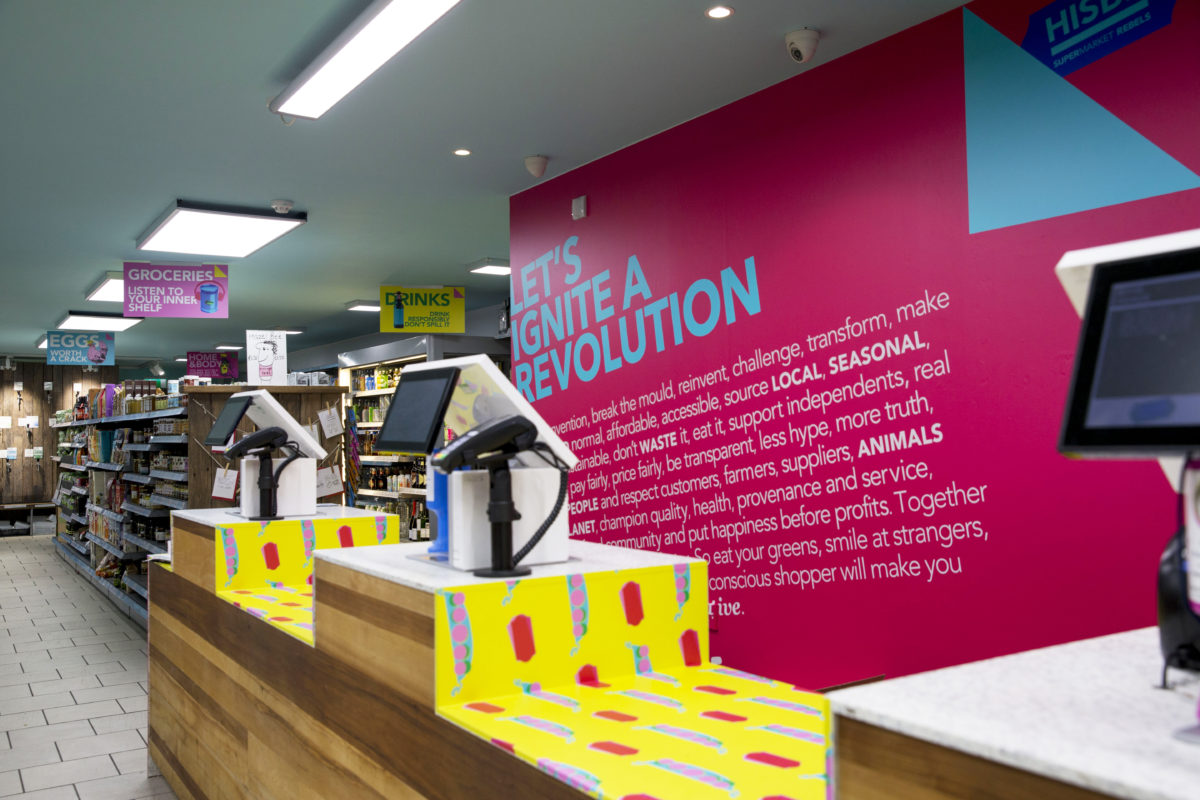 HISB
SUPERMARKET REBELS
GROCERIES
LISTEN TO
YOUR INNER
SHELF
DRINKS
DRINK
RESPONSIBLY
DON'T SPILL IT
EGGS
WORTH
A CRACK
HOME
&BODY
LET'S
IGNITE A
REVOLUTION
vention, break the mould, reinvent, challenge, transform, make
normal, affordable, accessible, source LOCAL, SEASONAL,
tainable, don't WASTE it, eat it, support independents, real
pay fairly, price fairly, be transparent, less hype, more truth,
PEOPLE and respect customers, farmers, suppliers, ANIMALS
LANET, champion quality, health, provenance and service,
community and put happiness before profits. Together
So eat your greens, smile at strangers,
conscious shopper will make you
rive.